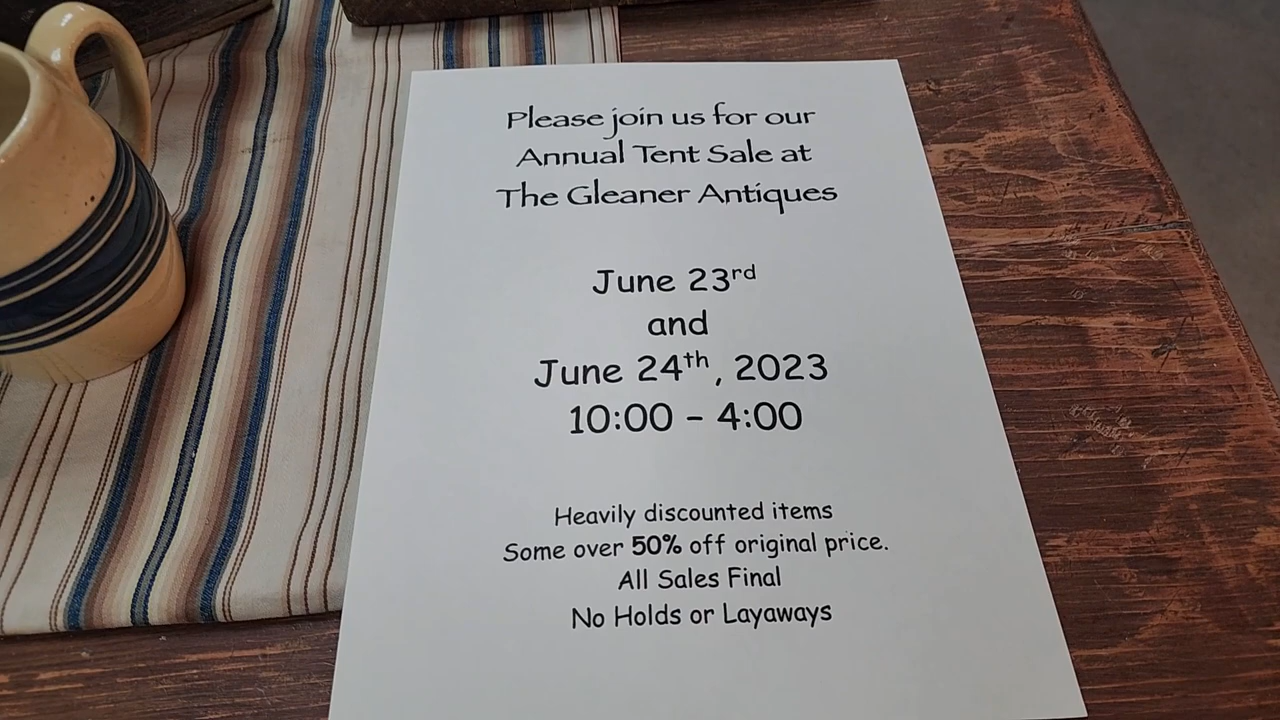 Please join us for our
Annual Tent Sale at
The Gleaner Antiques
June 23rd
and
June 24th, 2023
10:00 – 4:00
Heavily discounted items
Some over 50% off original price.
All Sales Final
No Holds or Layaways